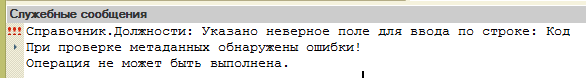 Служебные сообщения
Справочник.Должности: Указано неверное поле для ввода по строке: Код
При проверке метаданных обнаружены ошибки!
Операция не может быть выполнена.